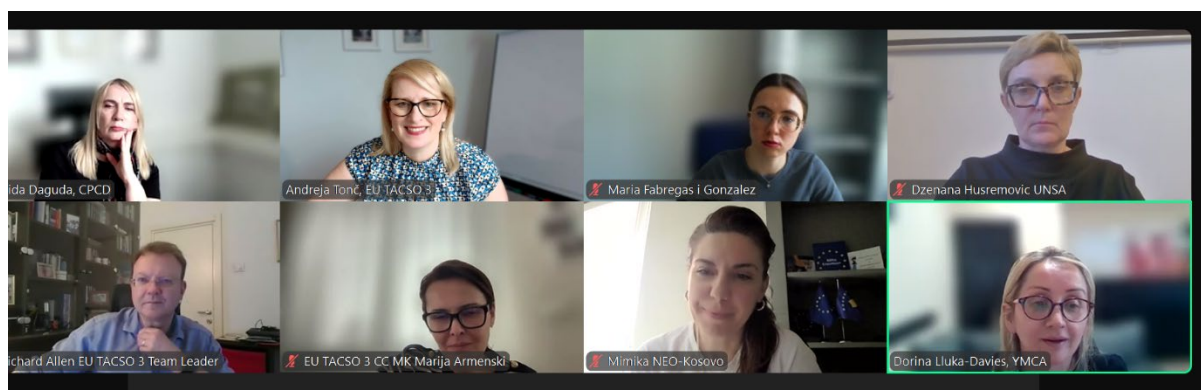 ida Daguda, CPCD
Andreja Tonč, EU TACSO 3
Maria Fabregas i Gonzalez
Dzenana Husremovic UNSA
ichard Allen EU TACSO 3 Team Leader
EU TACSO 3 CC MK Marija Armenski
Mimika NEO-Kosovo
Dorina Lluka-Davies, YMCA